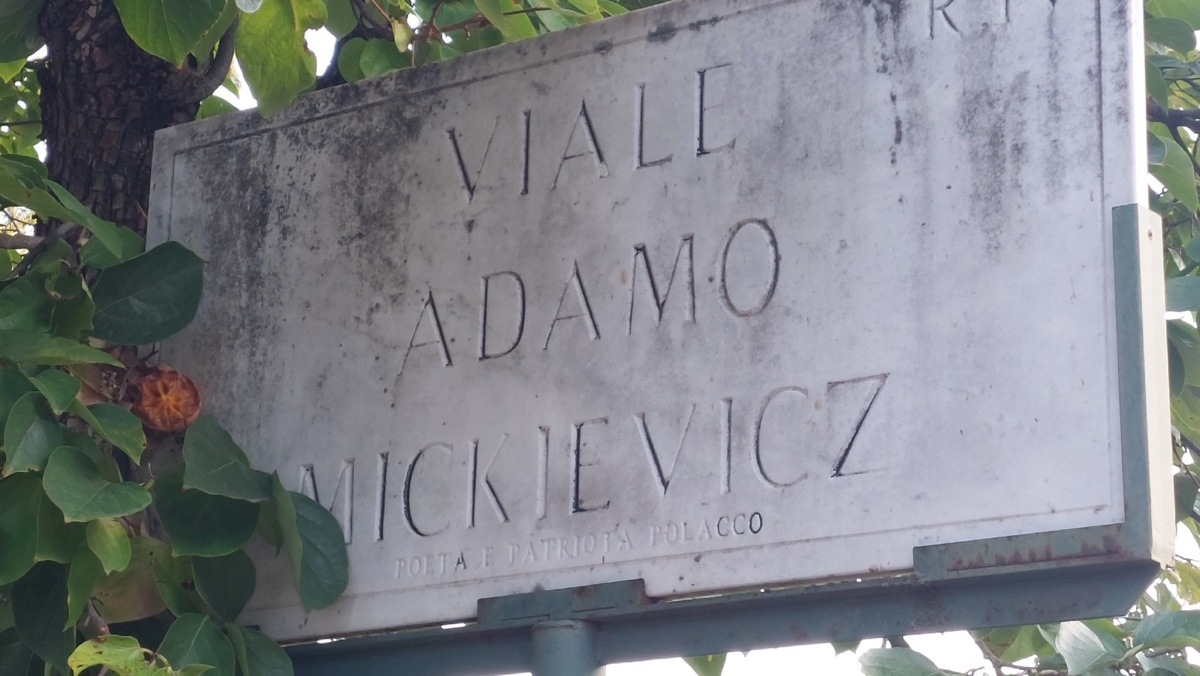 VIALE
ADAMO
MICKIEVICZ
POETA E PATRIOTA POLACCO